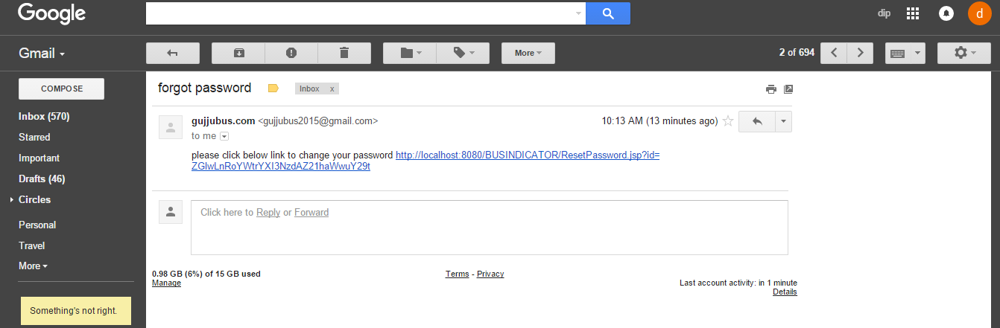 Google
dip
d
Gmail
More
2 of 694
COMPOSE
forgot password
Inbox x
Inbox (570)
Starred
Important
Drafts (46)
Circles
Personal
Travel
More
gujjubus.com <gujjubus2015@gmail.com>
10:13 AM (13 minutes ago)
to me
please click below link to change your password http://localhost:8080/BUSINDICATOR/ResetPassword.jsp?id=
ZGlwLnRoYWtrYXI3NzdAZ21haWwuY29t
Click here to Reply or Forward
0.98 GB (6%) of 15 GB used
Manage
Terms - Privacy
Last account activity: in 1 minute
Details
Something's not right.